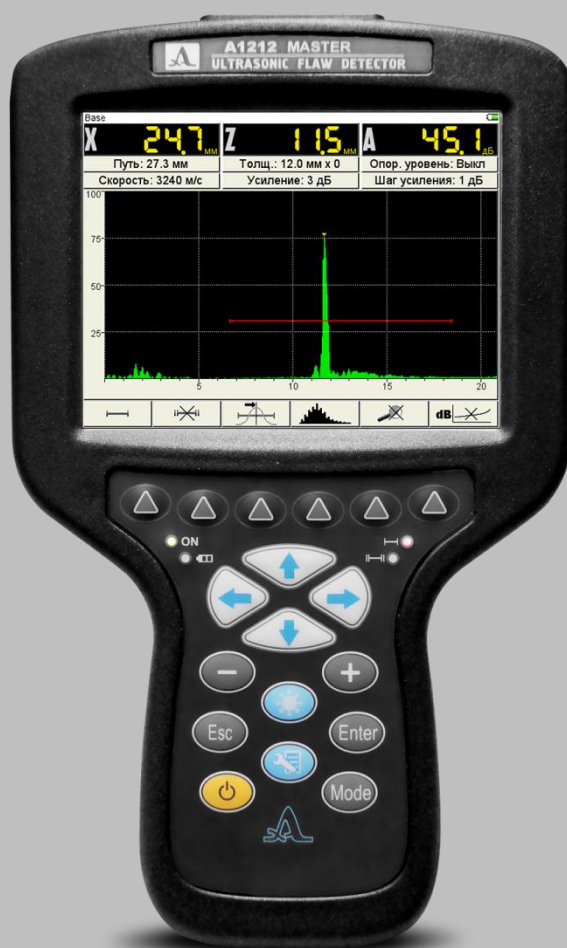 A1212 MASTER
ULTRASONIC FLAW DETECTOR
Base
X 24.7 мм Z 11.5 мм A 45.1 дБ
Путь: 27.3 мм Толщ.: 12.0 мм x 0 Опор. уровень: Выкл
Скорость: 3240 м/с Усиление: 3 дБ Шаг усиления: 1 дБ
100
75
50
25
5 10 15 20
dB
ON
Esc Enter
Mode